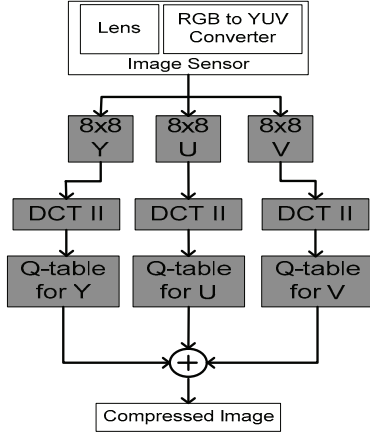 Lens
RGB to YUV
Converter
Image Sensor
8x8
Y
8x8
U
8x8
V
DCT II
DCT II
DCT II
Q-table
for Y
Q-table
for U
Q-table
for V
+
Compressed Image